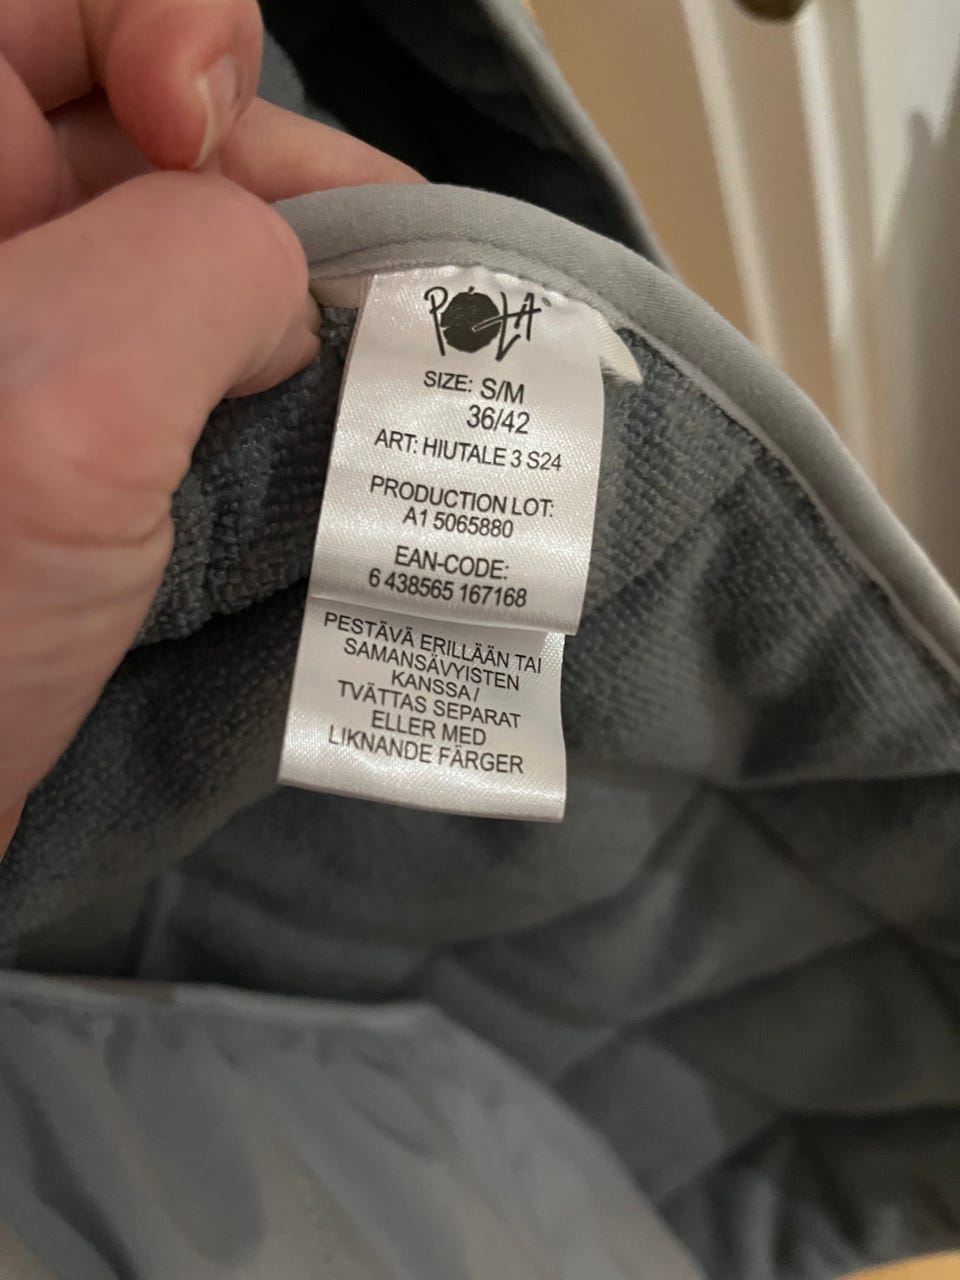 POLA
SIZE: S/M
36/42
ART: HIUTALE 3 S24
PRODUCTION LOT:
A1 5065880
EAN-CODE:
6 438565 167168
PESTÄVÄ ERILLÄÄN TAI
SAMANSÄVYISTEN
KANSSA/
TVÄTTAS SEPARAT
ELLER MED
LIKNANDE FÄRGER